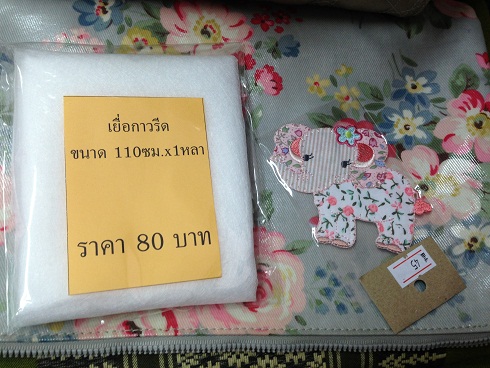 เยื่อกาวรีด
ขนาด 110ซม.x1หลา
ราคา 80 บาท
45